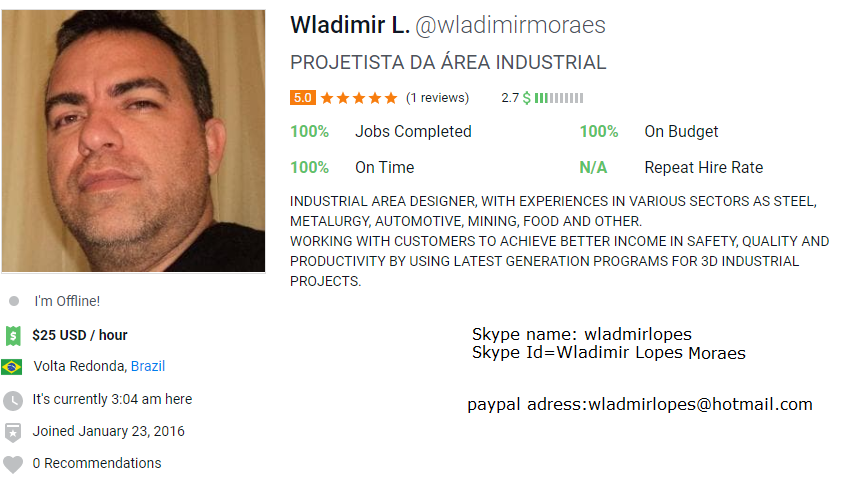 Wladimir L. @wladimirmoraes
PROJETISTA DA ÁREA INDUSTRIAL
5.0 (1 reviews) 2.7 $
100% Jobs Completed 100% On Budget
100% On Time N/A Repeat Hire Rate
INDUSTRIAL AREA DESIGNER, WITH EXPERIENCES IN VARIOUS SECTORS AS STEEL,
METALURGY, AUTOMOTIVE, MINING, FOOD AND OTHER.
WORKING WITH CUSTOMERS TO ACHIEVE BETTER INCOME IN SAFETY, QUALITY AND
PRODUCTIVITY BY USING LATEST GENERATION PROGRAMS FOR 3D INDUSTRIAL
PROJECTS.
I'm Offline!
$ $25 USD / hour
Volta Redonda, Brazil
It's currently 3:04 am here
Joined January 23, 2016
0 Recommendations
Skype name: wladmirlopes
Skype Id=Wladimir Lopes Moraes
paypal adress:wladmirlopes@hotmail.com